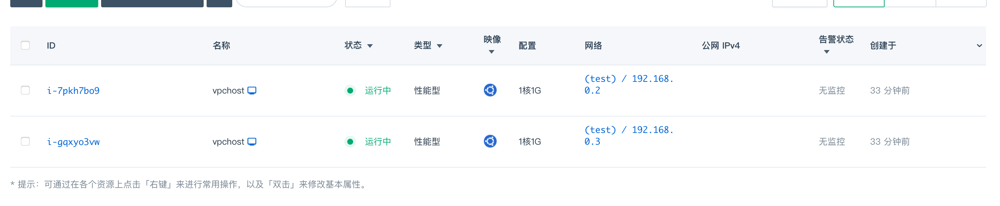 ID 名称 状态 类型 映像 配置 网络 公网 IPv4 告警状态 创建于
i-7pkh7bo9 vpchost 运行中 性能型 1核1G (test) / 192.168. 无监控 33 分钟前
0.2
i-gqxyo3vw vpchost 运行中 性能型 1核1G (test) / 192.168. 无监控 33 分钟前
0.3
* 提示：可通过在各个资源上点击「右键」来进行常用操作，以及「双击」来修改基本属性。